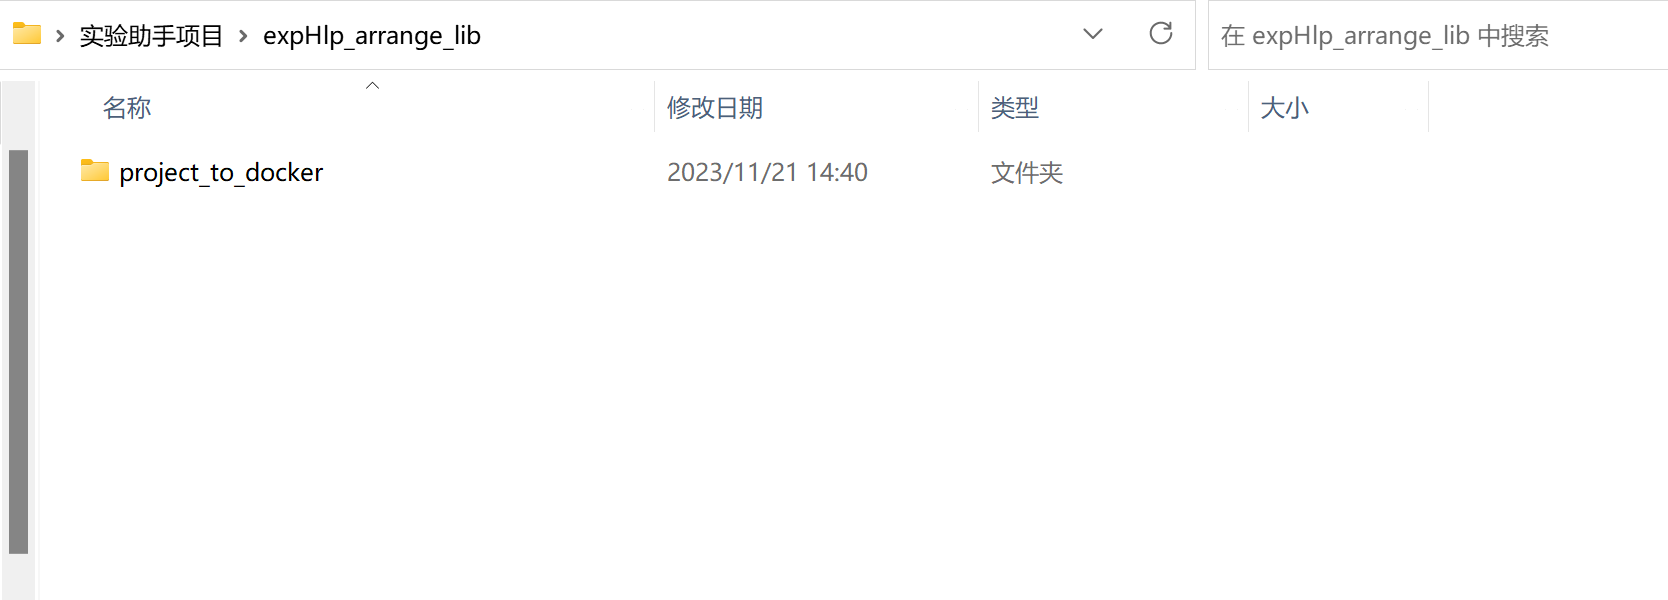 实验助手项目 > expHlp_arrange_lib
在 expHlp_arrange_lib 中搜索
名称 修改日期 类型 大小
project_to_docker 2023/11/21 14:40 文件夹